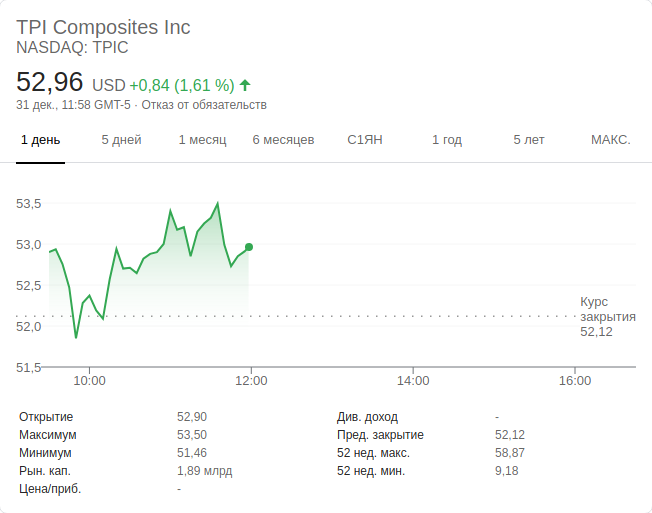 TPI Composites Inc
NASDAQ: TPIC
52,96 USD +0,84 (1,61 %)
31 дек., 11:58 GMT-5 · Отказ от обязательств
1 день 5 дней 1 месяц 6 месяцев С1ЯН 1 год 5 лет МАКС.
53,5
53,0
52,5
52,0
51,5
Курс
закрытия
52,12
10:00 12:00 14:00 16:00
Открытие 52,90 Див. доход -
Максимум 53,50 Пред. закрытие 52,12
Минимум 51,46 52 нед. макс. 58,87
Рын. кап. 1,89 млрд 52 нед. мин. 9,18
Цена/приб. -